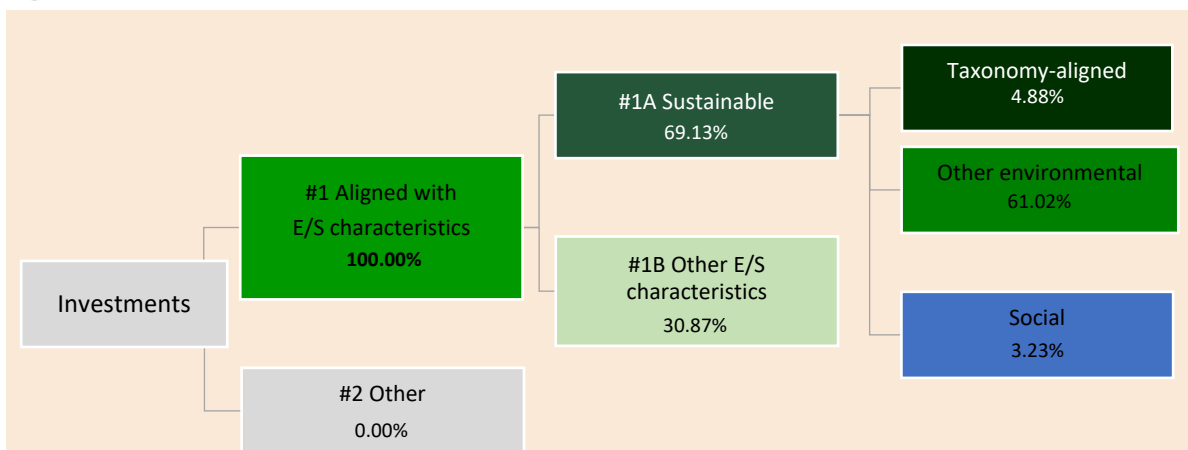 Investments
#1 Aligned with
E/S characteristics
100.00%
#2 Other
0.00%
#1A Sustainable
69.13%
#1B Other E/S
characteristics
30.87%
Taxonomy-aligned
4.88%
Other environmental
61.02%
Social
3.23%